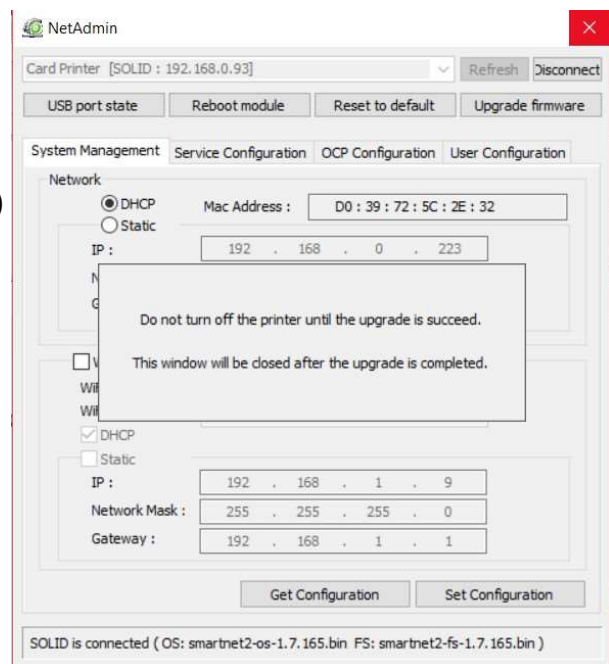 NetAdmin
Card Printer [SOLID : 192.168.0.93] Refresh Disconnect
USB port state Reboot module Reset to default Upgrade firmware
System Management Service Configuration OCP Configuration User Configuration
Network
DHCP Mac Address : D0 : 39 : 72 : 5C : 2E : 32
Static
IP : 192 . 168 . 0 . 223
Do not turn off the printer until the upgrade is succeed.
This window will be closed after the upgrade is completed.
DHCP
Static
IP : 192 . 168 . 1 . 9
Network Mask : 255 . 255 . 255 . 0
Gateway : 192 . 168 . 1 . 1
Get Configuration Set Configuration
SOLID is connected ( OS: smartnet2-os-1.7.165.bin FS: smartnet2-fs-1.7.165.bin )